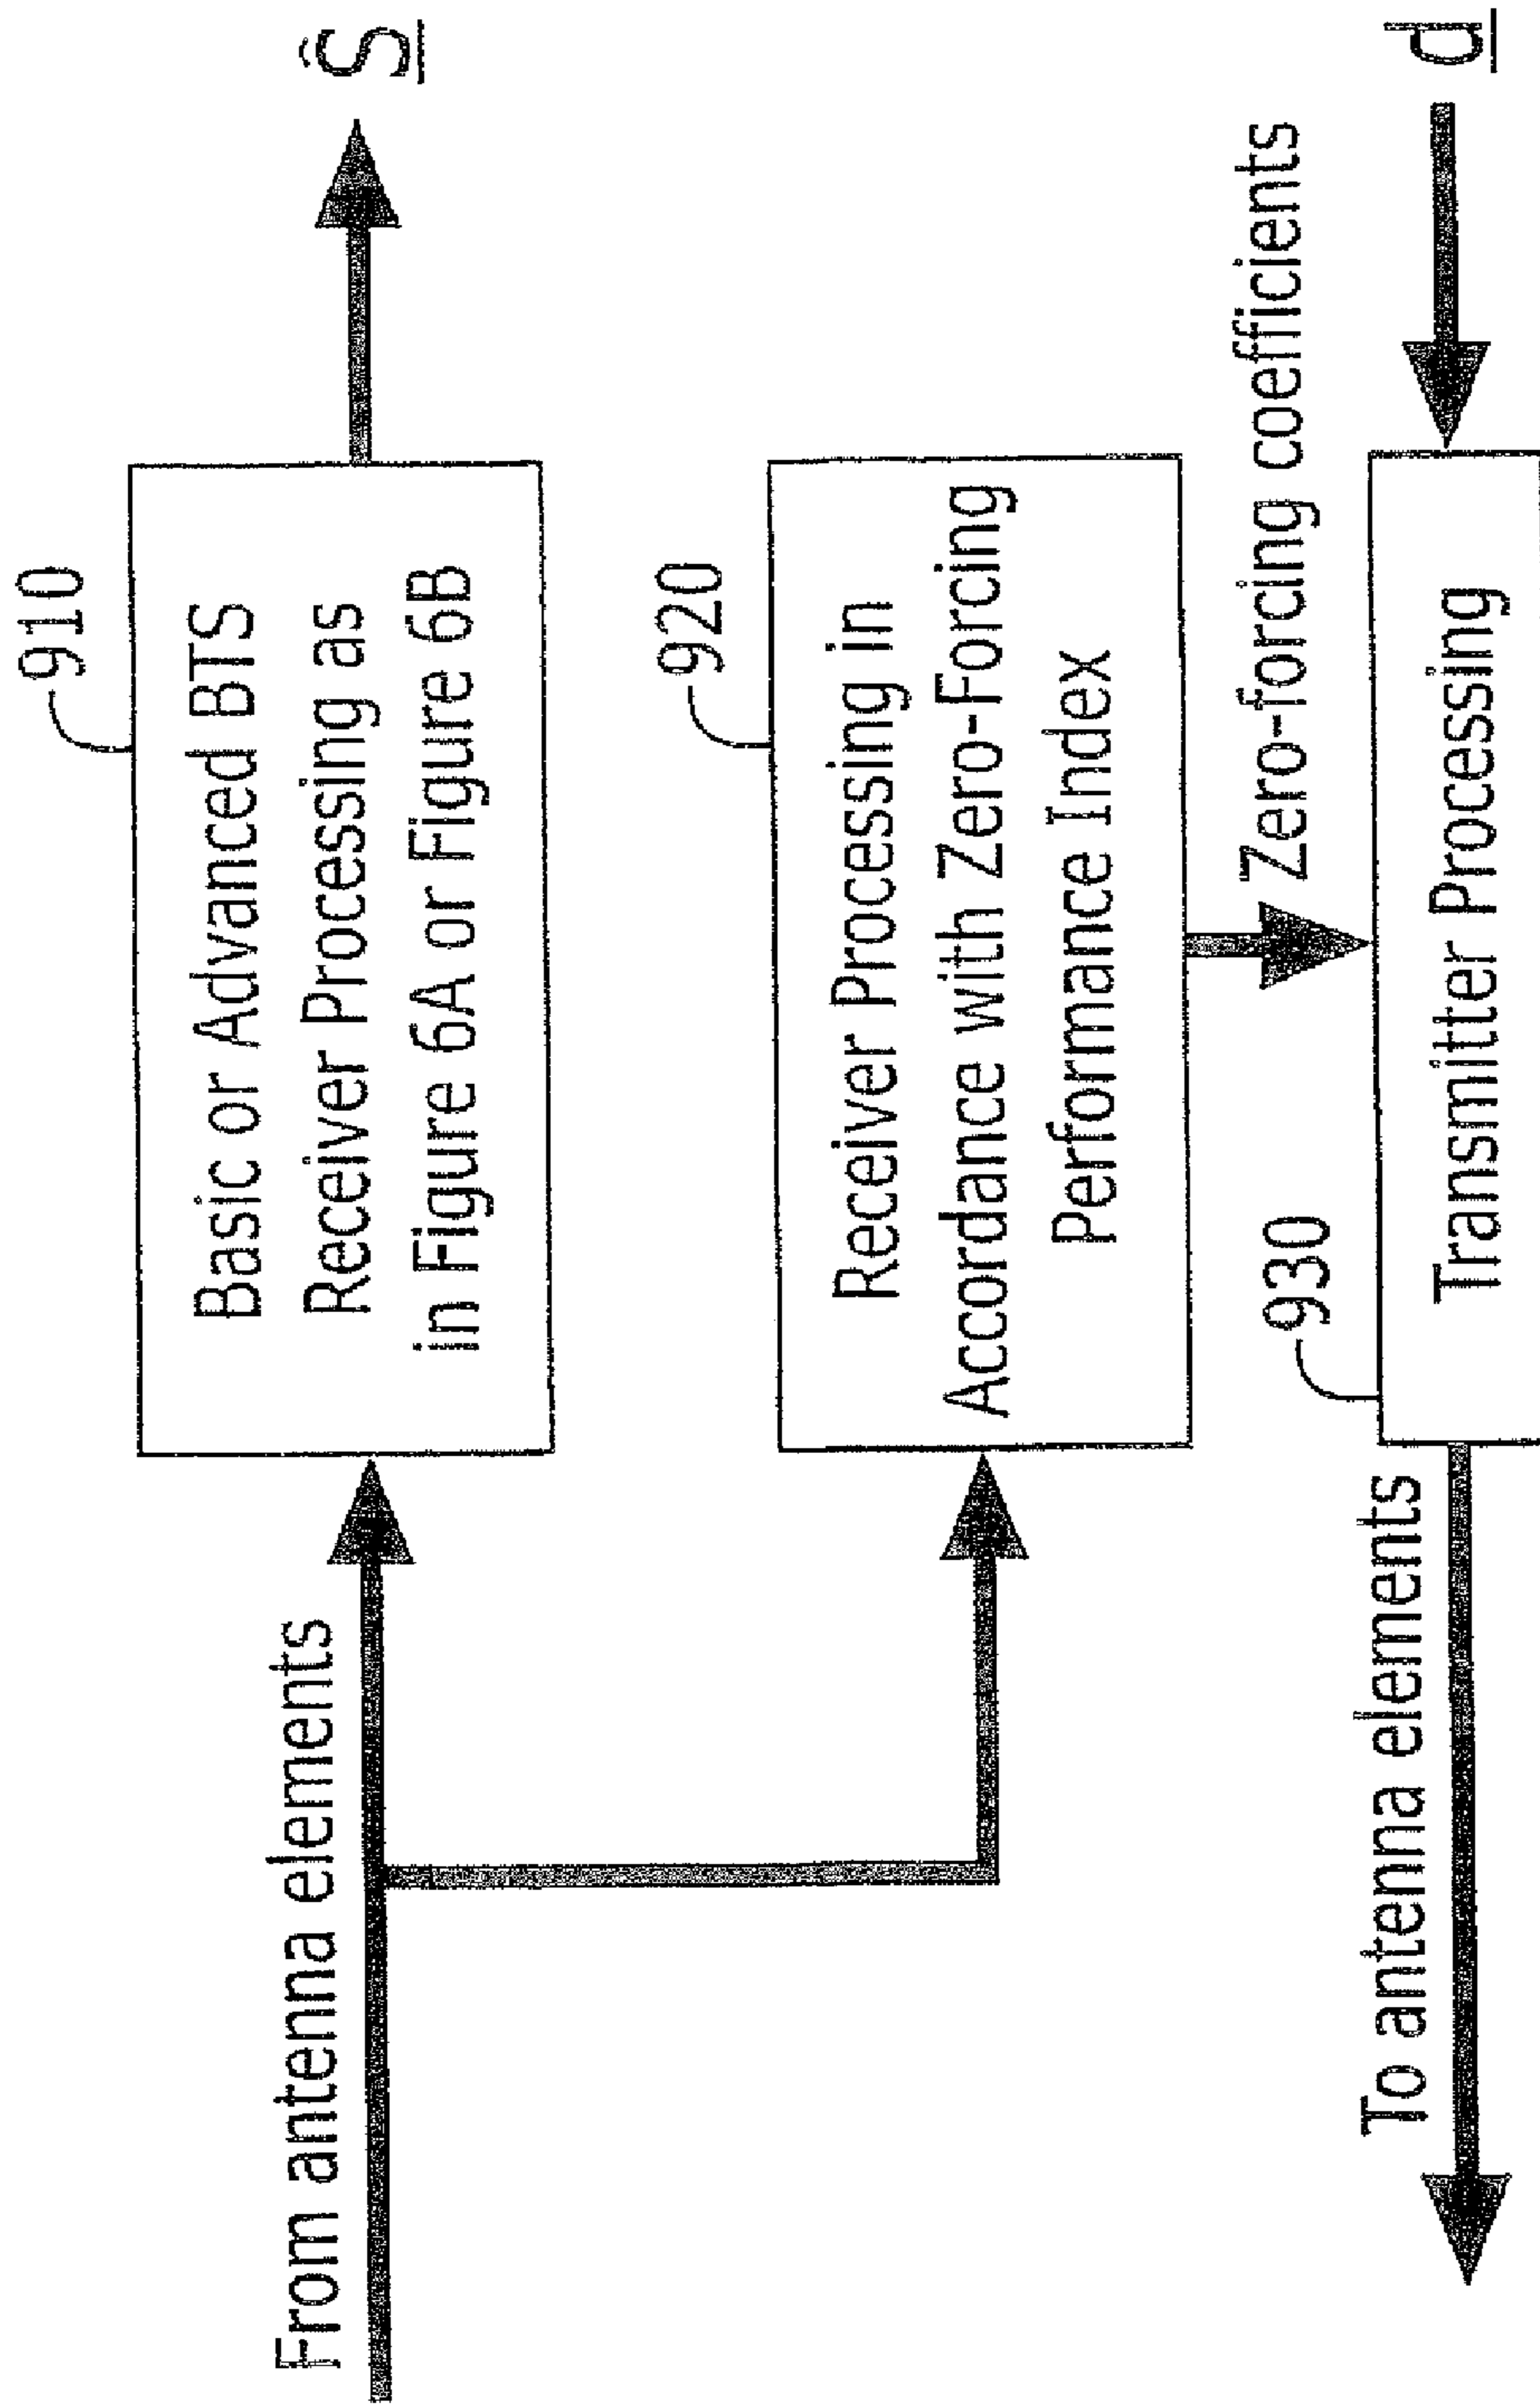 From antenna elements
910
Basic or Advanced BTS
Receiver Processing as
in Figure 6A or Figure 6B
Ŝ
920
Receiver Processing in
Accordance with Zero-Forcing
Performance Index
Zero-forcing coefficients
To antenna elements
930
Transmitter Processing
d